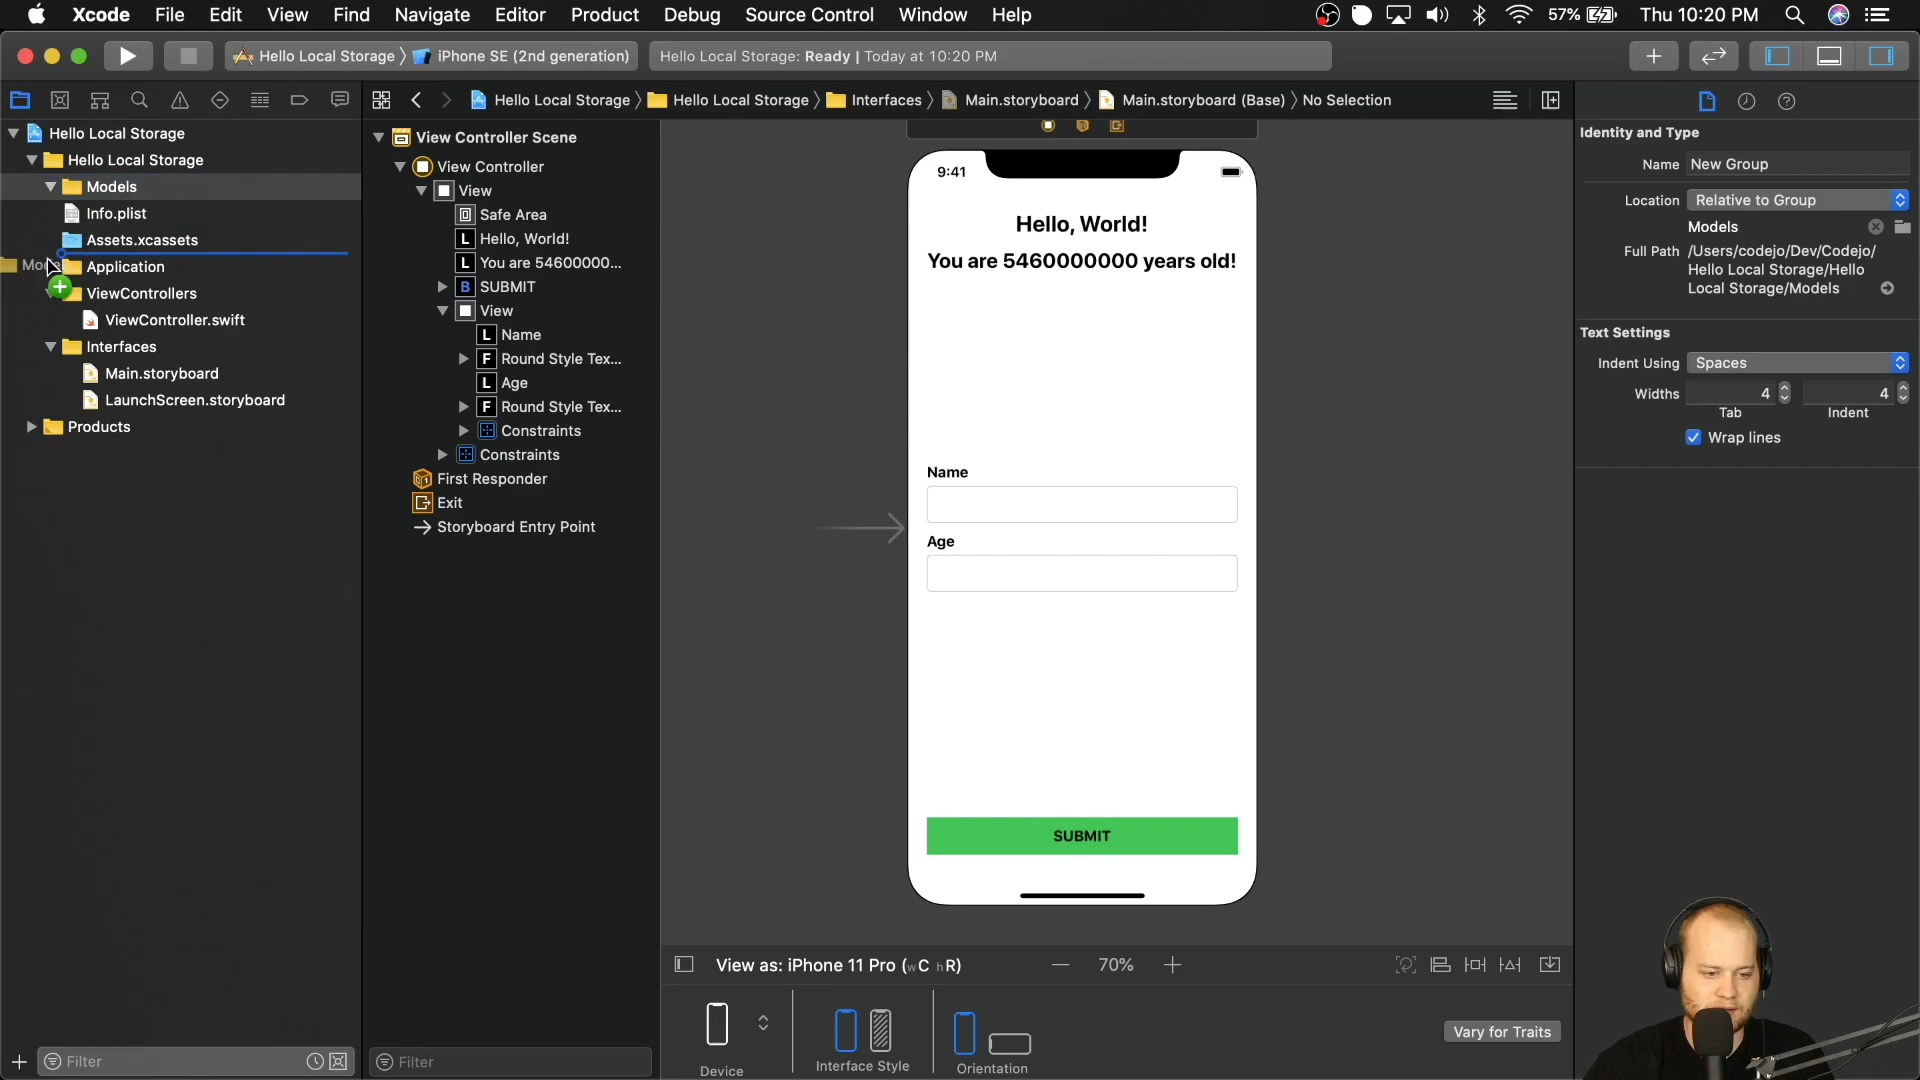 Xcode File Edit View Find Navigate Editor Product Debug Source Control Window Help 57% Thu 10:20 PM
Hello Local Storage iPhone SE (2nd generation) Hello Local Storage: Ready | Today at 10:20 PM
Hello Local Storage Hello Local Storage Interfaces Main.storyboard Main.storyboard (Base) No Selection
Hello Local Storage
Hello Local Storage
Models
Info.plist
Assets.xcassets
Application
ViewControllers
ViewController.swift
Interfaces
Main.storyboard
LaunchScreen.storyboard
Products
Filter
View Controller Scene
View Controller
View
Safe Area
L Hello, World!
L You are 54600000...
B SUBMIT
View
L Name
F Round Style Tex...
L Age
F Round Style Tex...
Constraints
Constraints
First Responder
Exit
Storyboard Entry Point
Filter
9:41
Hello, World!
You are 5460000000 years old!
Name
Age
SUBMIT
View as: iPhone 11 Pro (wC hR) 70%
Device
Interface Style
Orientation
Vary for Traits
Identity and Type
Name New Group
Location Relative to Group
Models
Full Path /Users/codejo/Dev/Codejo/
Hello Local Storage/Hello
Local Storage/Models
Text Settings
Indent Using Spaces
Widths 4 4
Tab Indent
Wrap lines